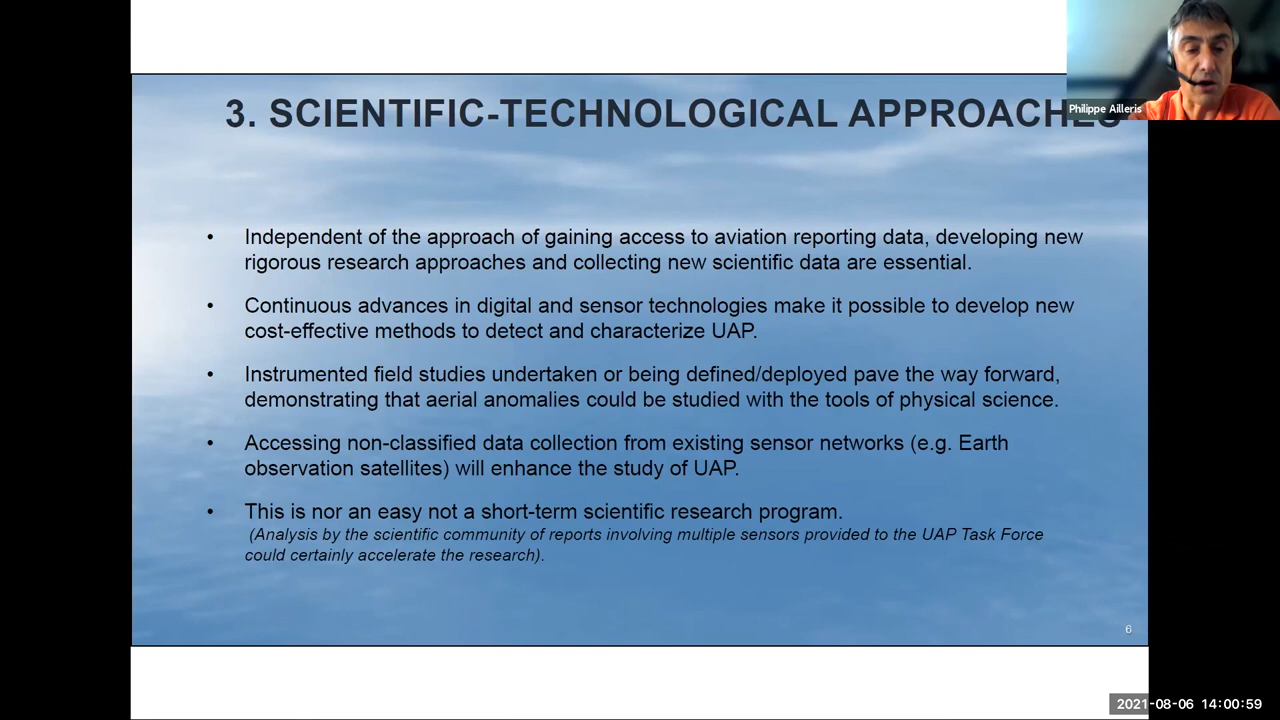 3. SCIENTIFIC-TECHNOLOGICAL APPROACHES
Philippe Ailleris
• Independent of the approach of gaining access to aviation reporting data, developing new
rigorous research approaches and collecting new scientific data are essential.
• Continuous advances in digital and sensor technologies make it possible to develop new
cost-effective methods to detect and characterize UAP.
• Instrumented field studies undertaken or being defined/deployed pave the way forward,
demonstrating that aerial anomalies could be studied with the tools of physical science.
• Accessing non-classified data collection from existing sensor networks (e.g. Earth
observation satellites) will enhance the study of UAP.
• This is nor an easy not a short-term scientific research program.
(Analysis by the scientific community of reports involving multiple sensors provided to the UAP Task Force
could certainly accelerate the research).
6
2021-08-06 14:00:59